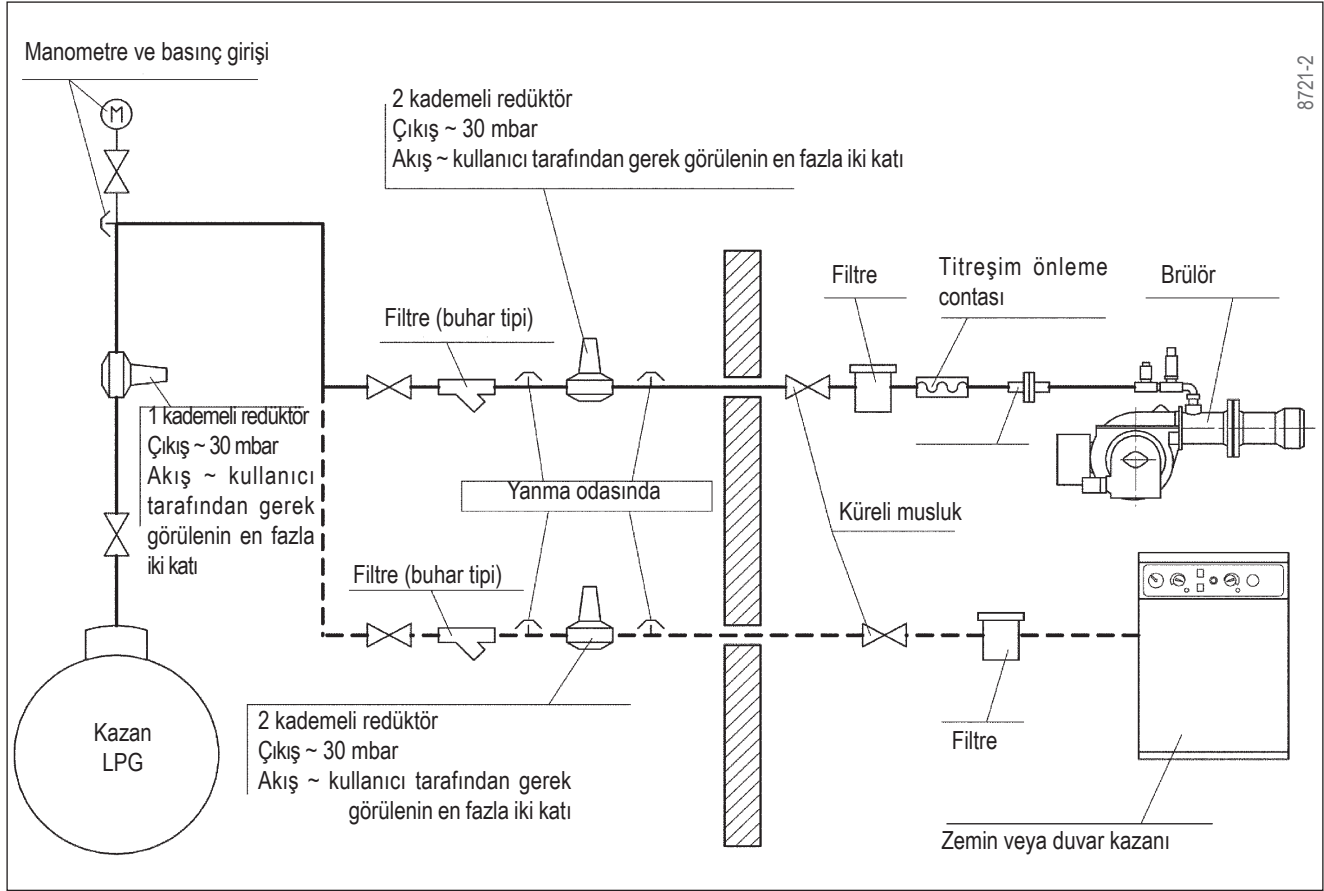 Manometre ve basınç girişi
8721-2
2 kademeli redüktör
Çıkış ~ 30 mbar
Akış ~ kullanıcı tarafından gerek görülenin en fazla iki katı
M
Filtre
Titreşim önleme
contası
Brülör
Filtre (buhar tipi)
1 kademeli redüktör
Çıkış ~ 30 mbar
Akış ~ kullanıcı
tarafından gerek
görülenin en fazla
iki katı
Yanma odasında
Küreli musluk
Filtre (buhar tipi)
Kazan
LPG
2 kademeli redüktör
Çıkış ~ 30 mbar
Akış ~ kullanıcı tarafından gerek
görülenin en fazla iki katı
Filtre
Zemin veya duvar kazanı